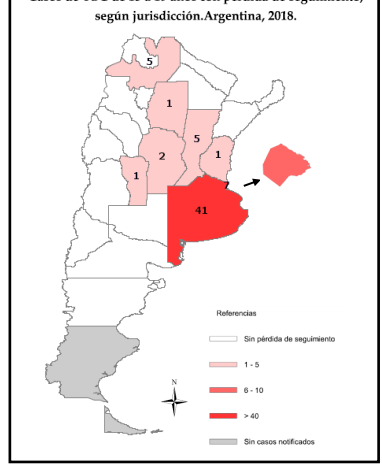 según jurisdicción.Argentina, 2018.
5
1
5
2
1
1
7
41
Referencias
Sin pérdida de seguimiento
1 - 5
6 - 10
N
> 40
Sin casos notificados